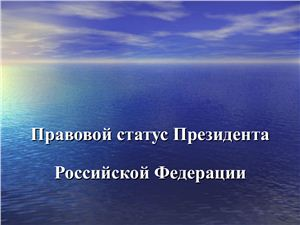 Правовой статус Президента
Российской Федерации